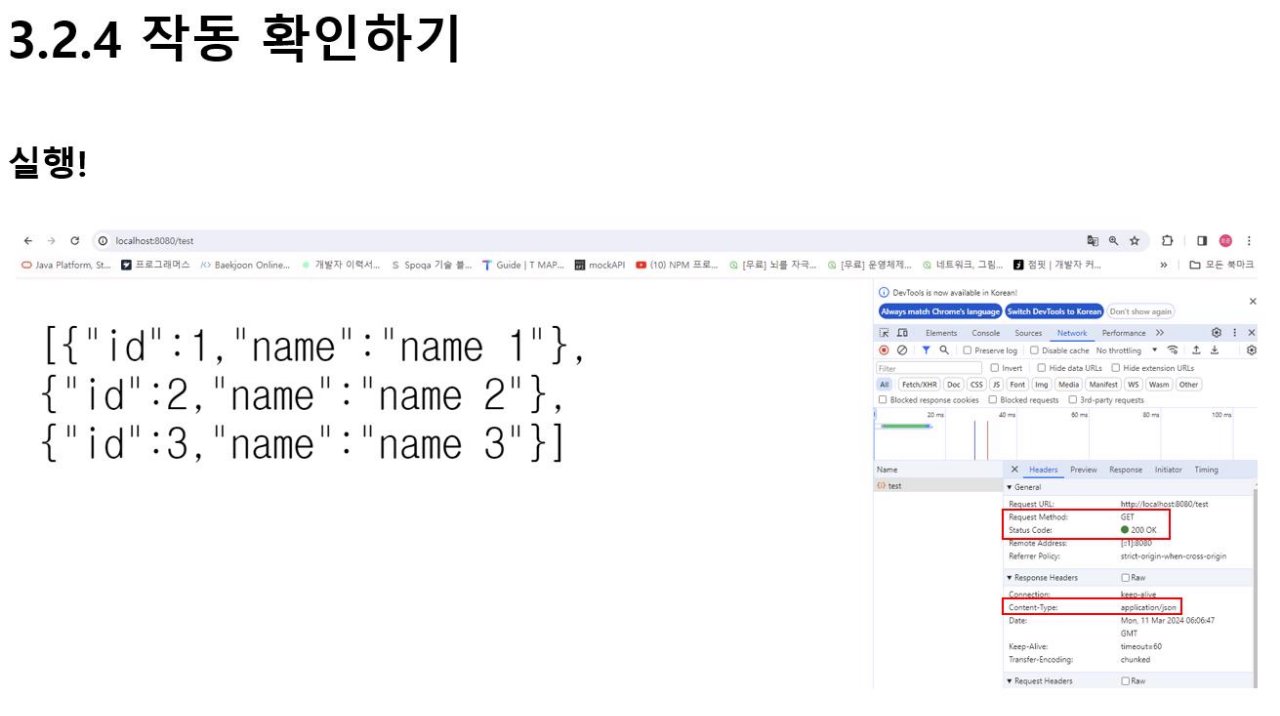 3.2.4 작동 확인하기
실행!
localhost:8080/test
Java Platform, St... 프로그래머스 Baekjoon Online... 개발자 이력서... Spoqa 기술 블... Guide | T MAP... mockAPI (10) NPM 프로... [무료] 뇌를 자극... [무료] 운영체제... 네트워크, 그림... 점핏 | 개발자 커... » 모든 북마크
DevTools is now available in Korean!
Always match Chrome's language Switch DevTools to Korean Don't show again
[{"id":1,"name":"name 1"},
{"id":2,"name":"name 2"},
{"id":3,"name":"name 3"}]
Elements Console Sources Network Performance
Preserve log Disable cache No throttling
Filter Invert Hide data URLs Hide extension URLs
All Fetch/XHR Doc CSS JS Font Img Media Manifest WS Wasm Other
Blocked response cookies Blocked requests 3rd-party requests
20 ms 40 ms 60 ms 80 ms 100 ms
Name Headers Preview Response Initiator Timing
test
General
Request URL: http://localhost:8080/test
Request Method: GET
Status Code: 200 OK
Remote Address: [::1]:8080
Referrer Policy: strict-origin-when-cross-origin
Response Headers Raw
Connection: keep-alive
Content-Type: application/json
Date: Mon, 11 Mar 2024 06:06:47
GMT
Keep-Alive: timeout=60
Transfer-Encoding: chunked
Request Headers Raw